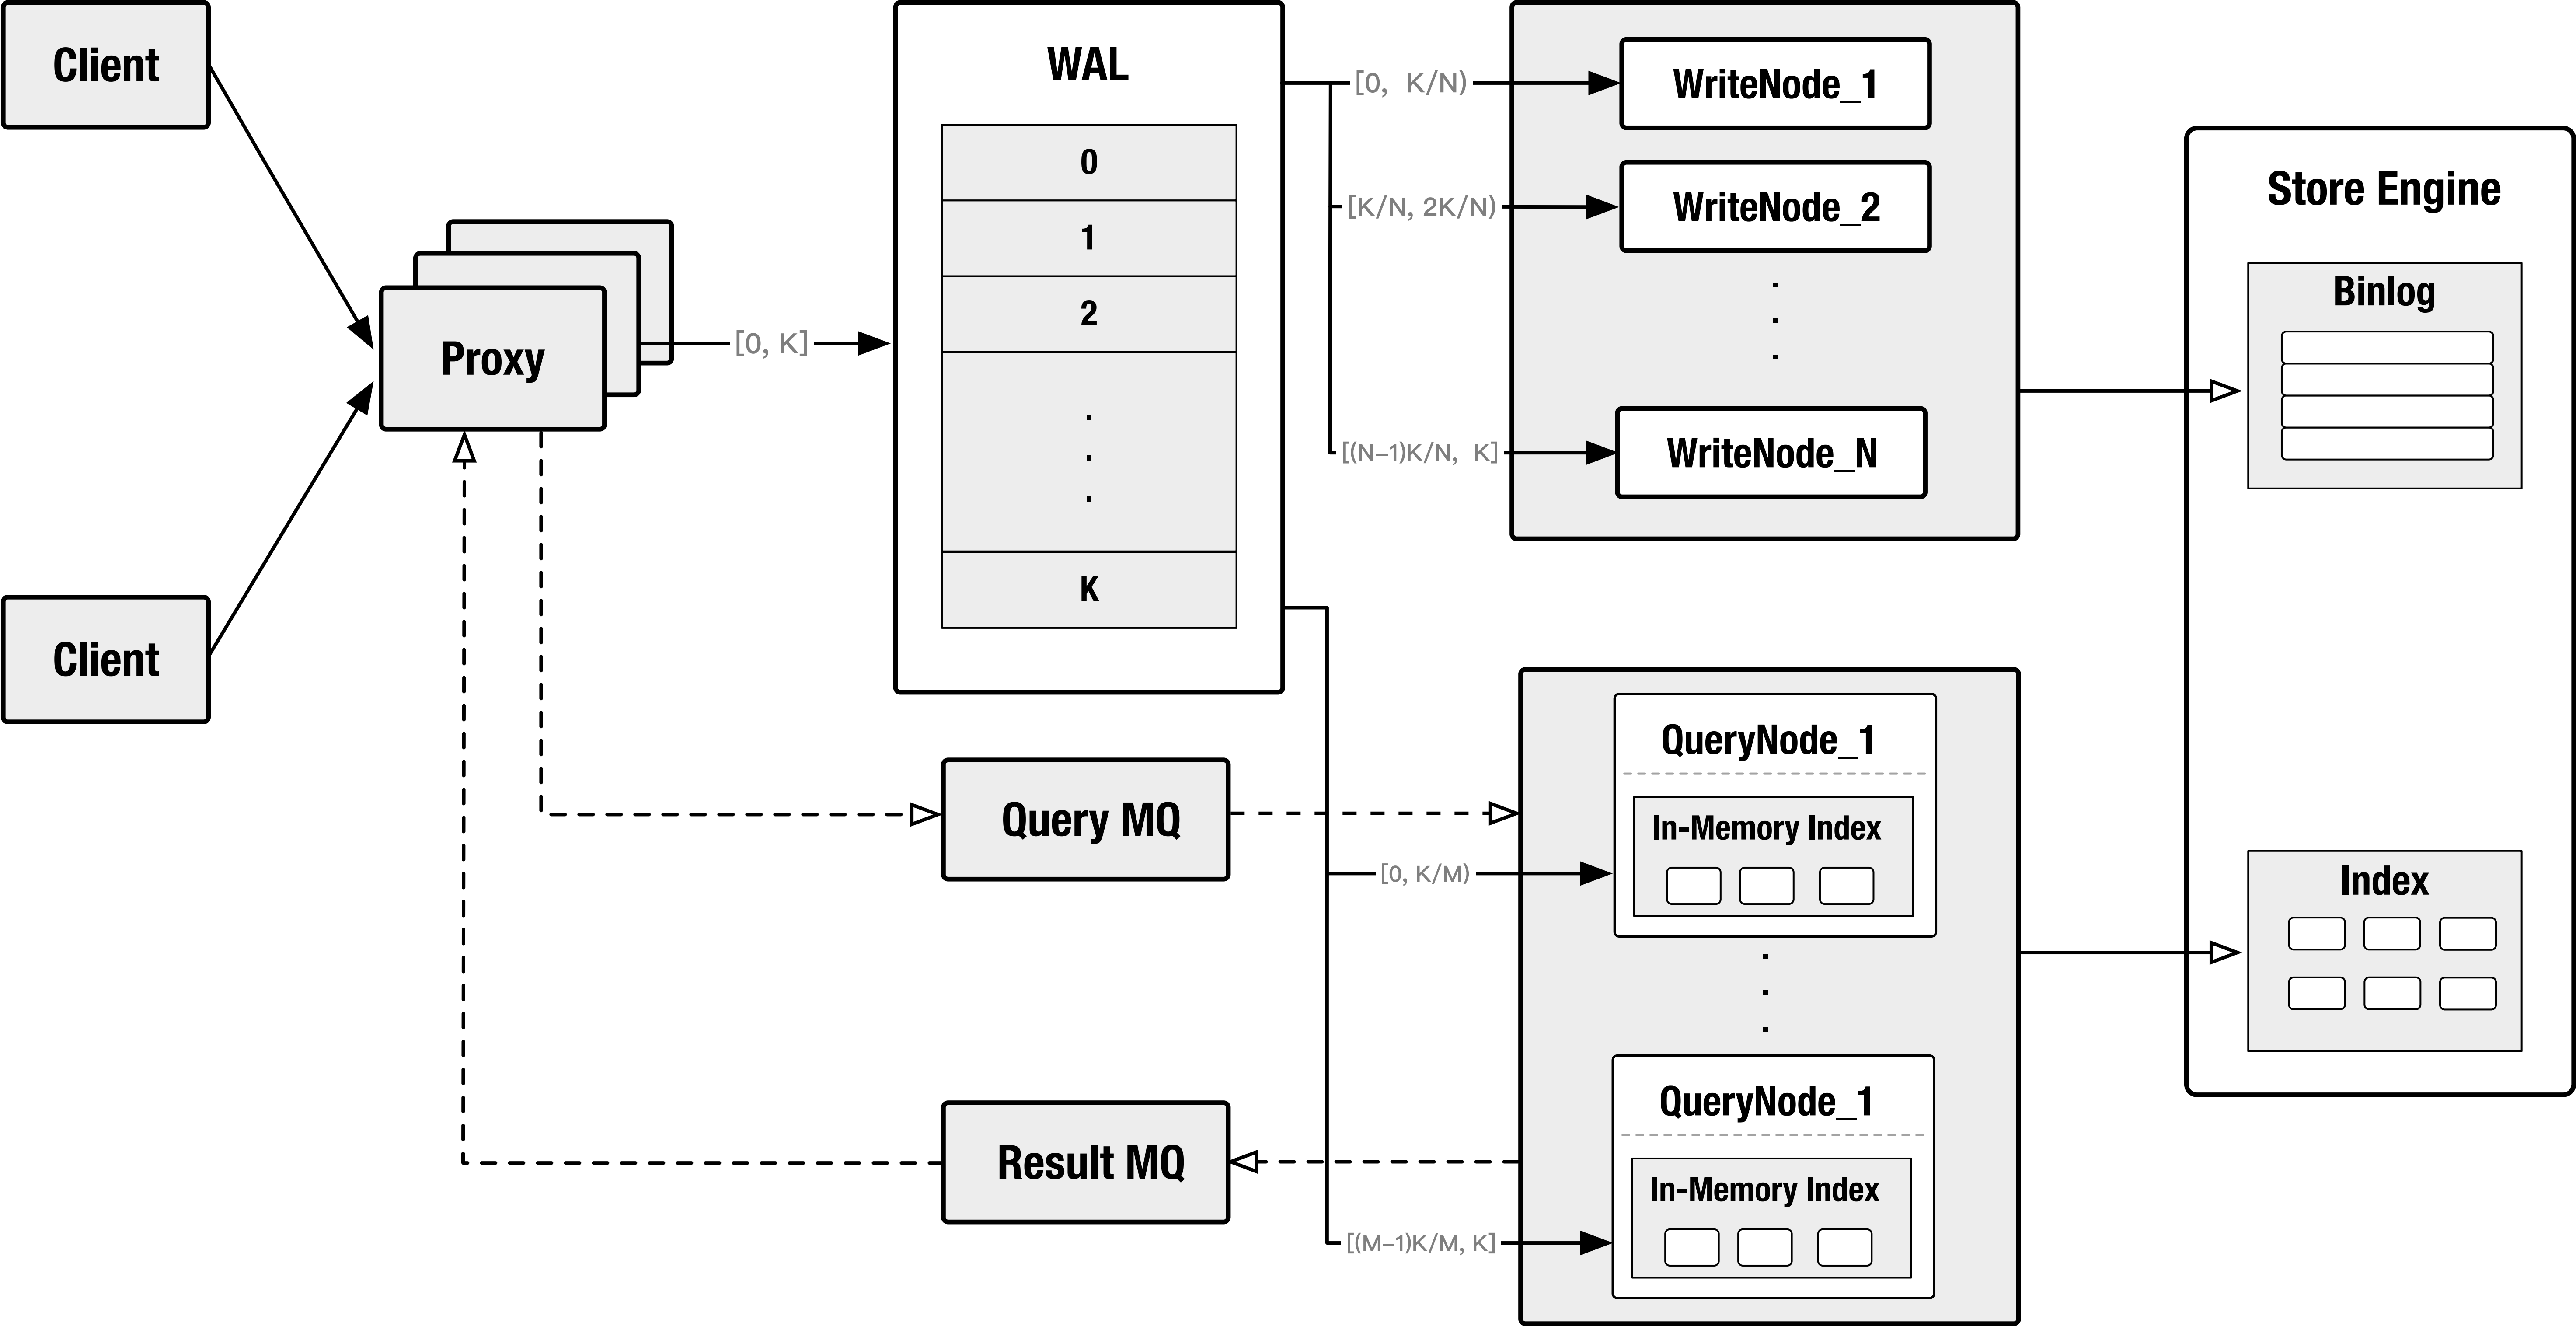 Client
Client
Proxy
[0, K]
WAL
0
1
2
K
[0, K/N)
[K/N, 2K/N)
[(N-1)K/N, K]
WriteNode_1
WriteNode_2
WriteNode_N
Query MQ
Result MQ
[0, K/M)
[(M-1)K/M, K]
QueryNode_1
In-Memory Index
QueryNode_1
In-Memory Index
Store Engine
Binlog
Index